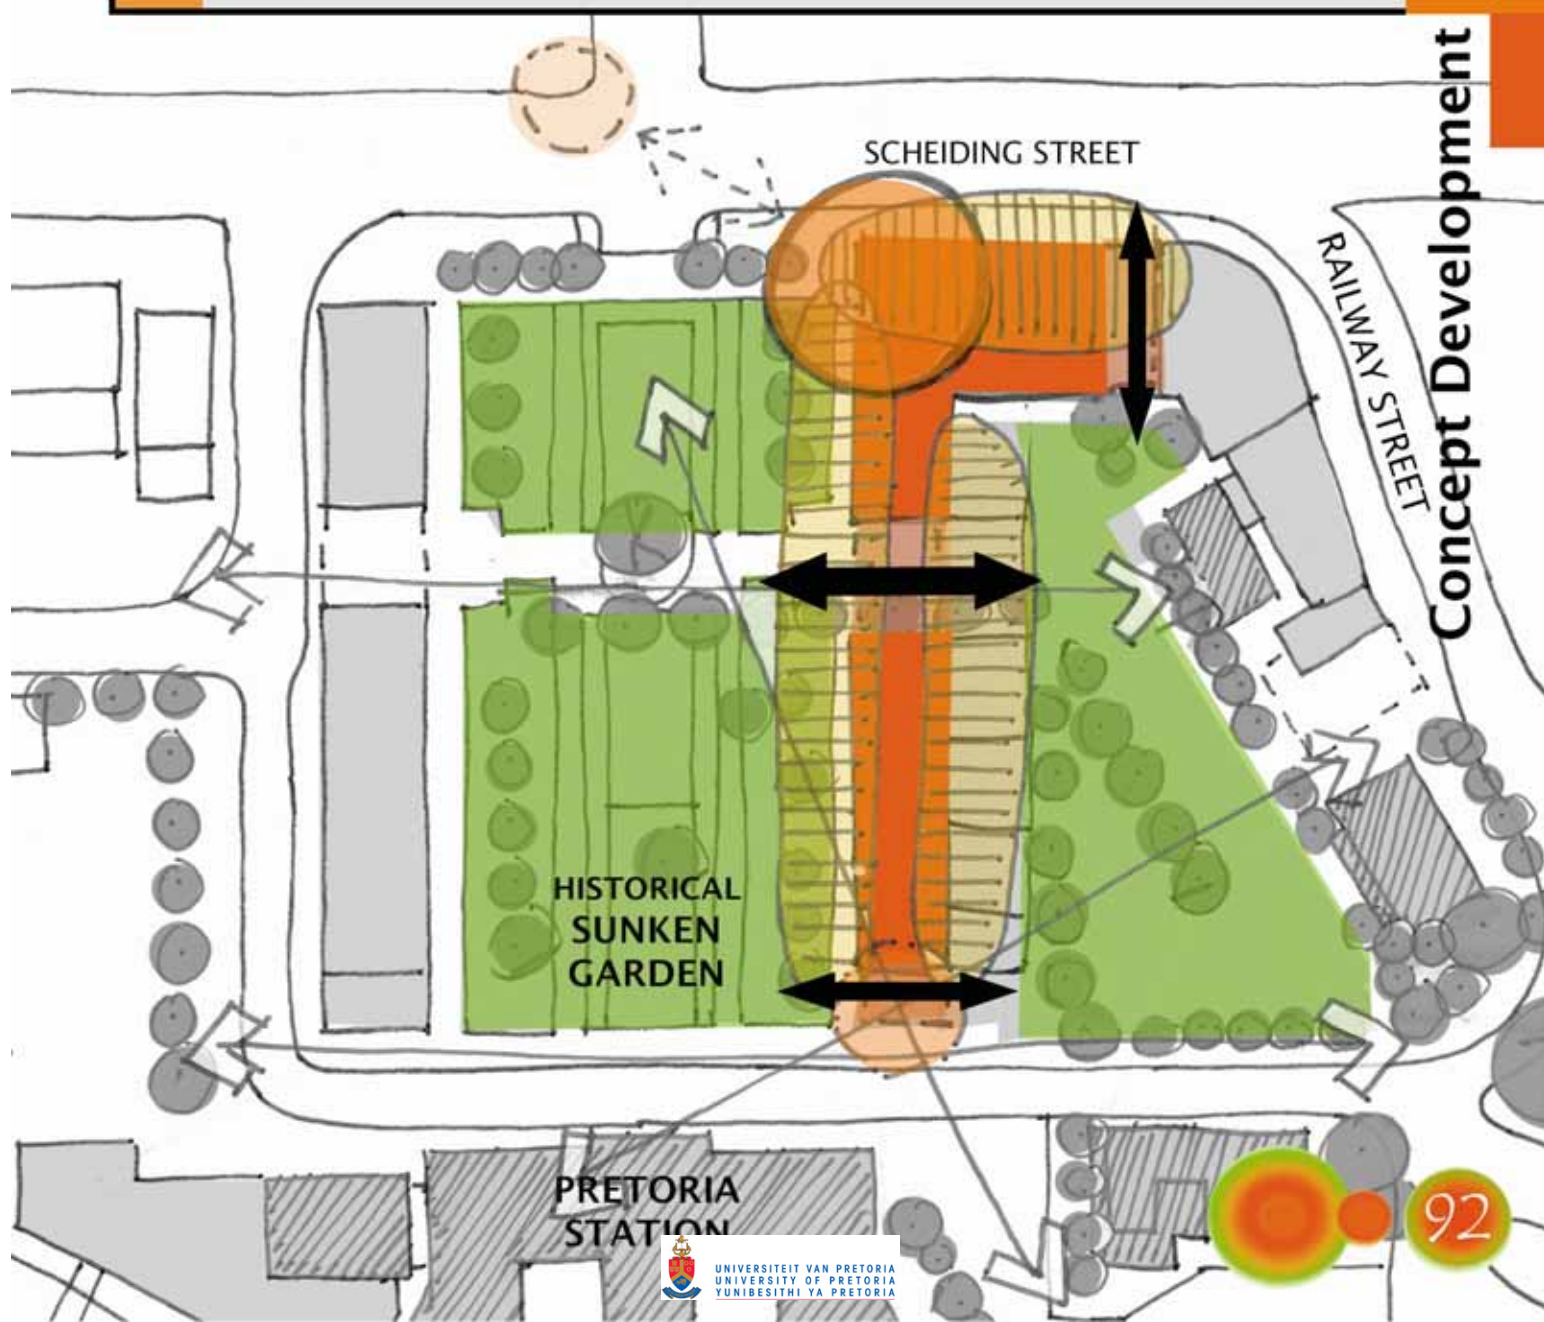 SCHEIDING STREET
RAILWAY STREET
Concept Development
HISTORICAL
SUNKEN
GARDEN
PRETORIA
STATION
92
UNIVERSITEIT VAN PRETORIA
UNIVERSITY OF PRETORIA
YUNIBESITHI YA PRETORIA